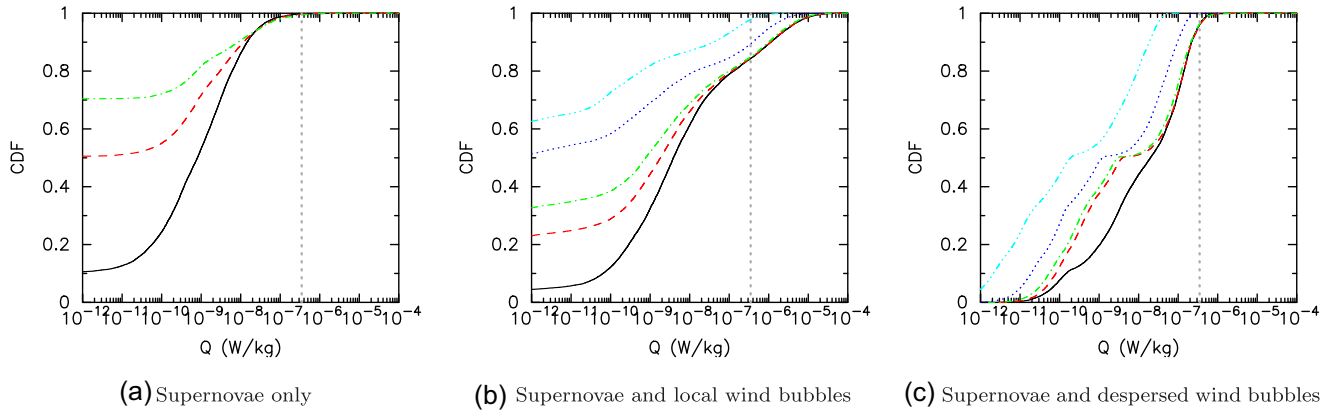 1
0.8
0.6
0.4
0.2
0
CDF
10⁻¹² 10⁻¹¹ 10⁻¹⁰ 10⁻⁹ 10⁻⁸ 10⁻⁷ 10⁻⁶ 10⁻⁵ 10⁻⁴
Q (W/kg)
(a) Supernovae only
1
0.8
0.6
0.4
0.2
0
CDF
10⁻¹² 10⁻¹¹ 10⁻¹⁰ 10⁻⁹ 10⁻⁸ 10⁻⁷ 10⁻⁶ 10⁻⁵ 10⁻⁴
Q (W/kg)
(b) Supernovae and local wind bubbles
1
0.8
0.6
0.4
0.2
0
CDF
10⁻¹² 10⁻¹¹ 10⁻¹⁰ 10⁻⁹ 10⁻⁸ 10⁻⁷ 10⁻⁶ 10⁻⁵ 10⁻⁴
Q (W/kg)
(c) Supernovae and despersed wind bubbles